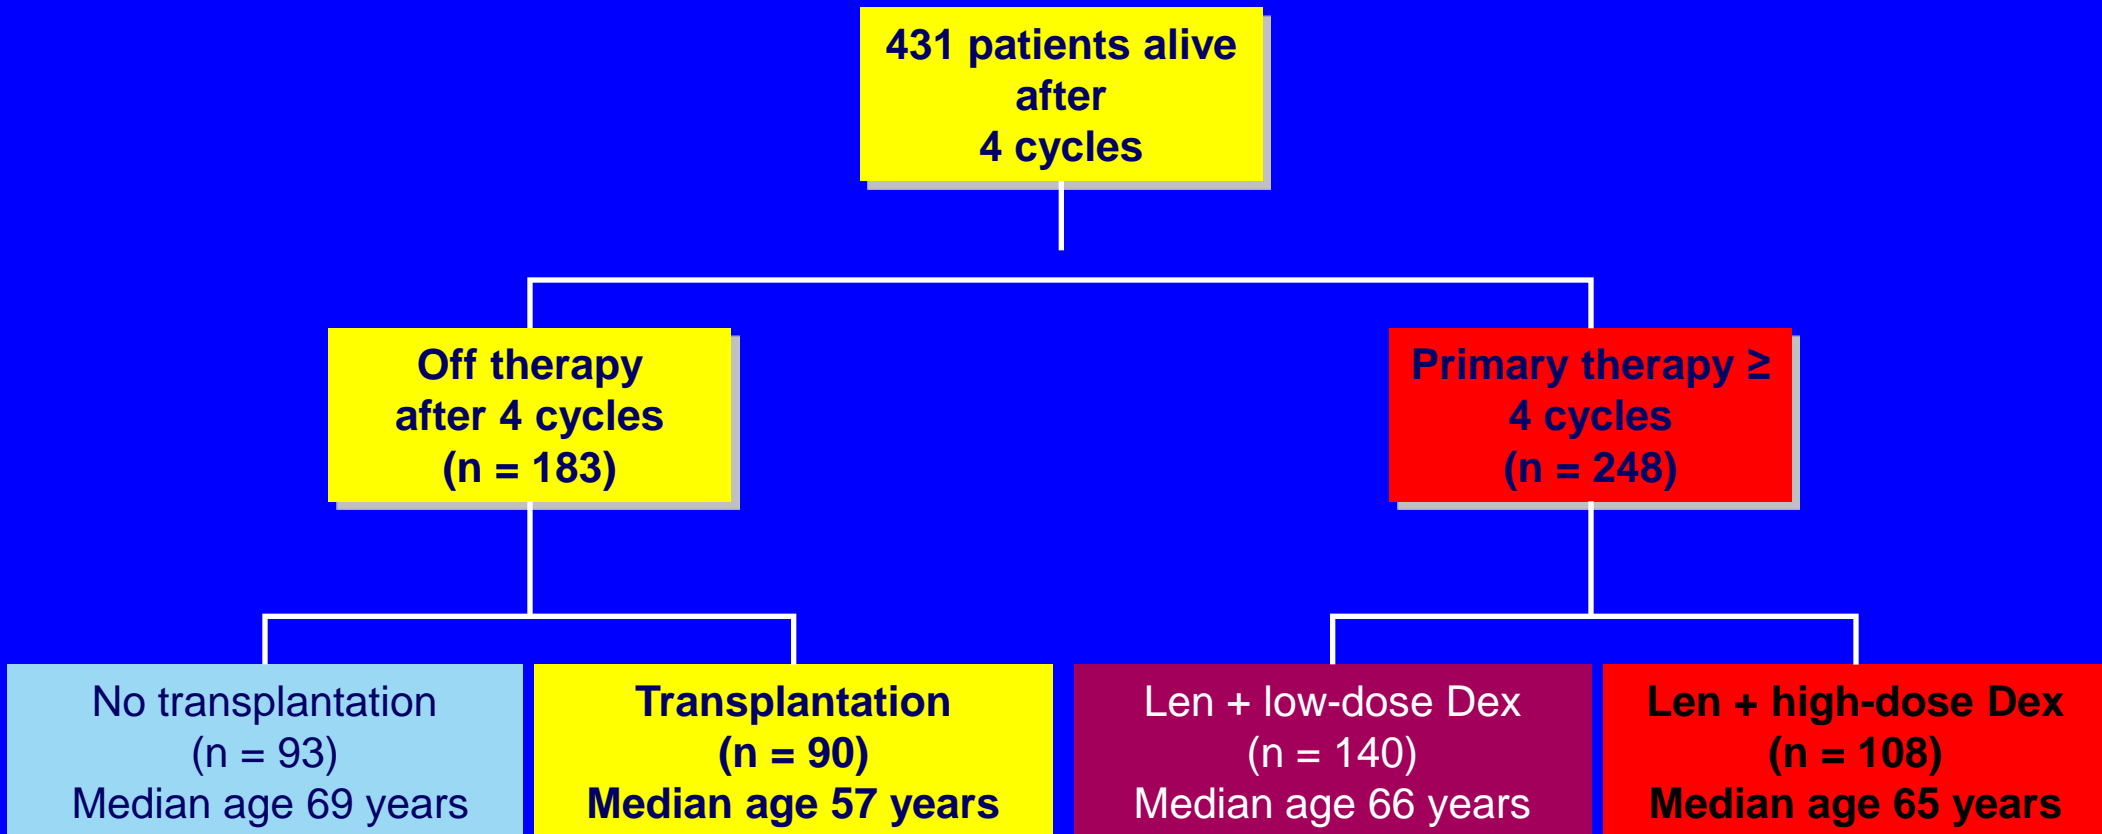 431 patients alive
after
4 cycles
Off therapy
after 4 cycles
(n = 183)
Primary therapy ≥
4 cycles
(n = 248)
No transplantation
(n = 93)
Median age 69 years
Transplantation
(n = 90)
Median age 57 years
Len + low-dose Dex
(n = 140)
Median age 66 years
Len + high-dose Dex
(n = 108)
Median age 65 years